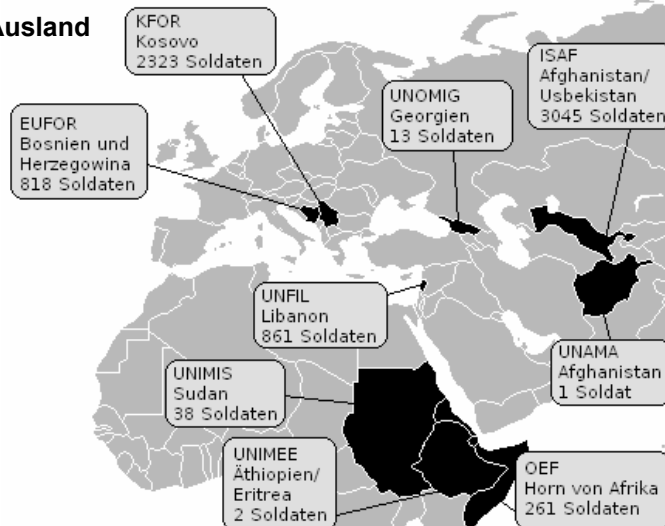 Ausland
KFOR
Kosovo
2323 Soldaten
ISAF
Afghanistan/
Usbekistan
3045 Soldaten
UNOMIG
Georgien
13 Soldaten
EUFOR
Bosnien und
Herzegowina
818 Soldaten
UNFIL
Libanon
861 Soldaten
UNAMA
Afghanistan
1 Soldat
UNIMIS
Sudan
38 Soldaten
UNIMEE
Äthiopien/
Eritrea
2 Soldaten
OEF
Horn von Afrika
261 Soldaten